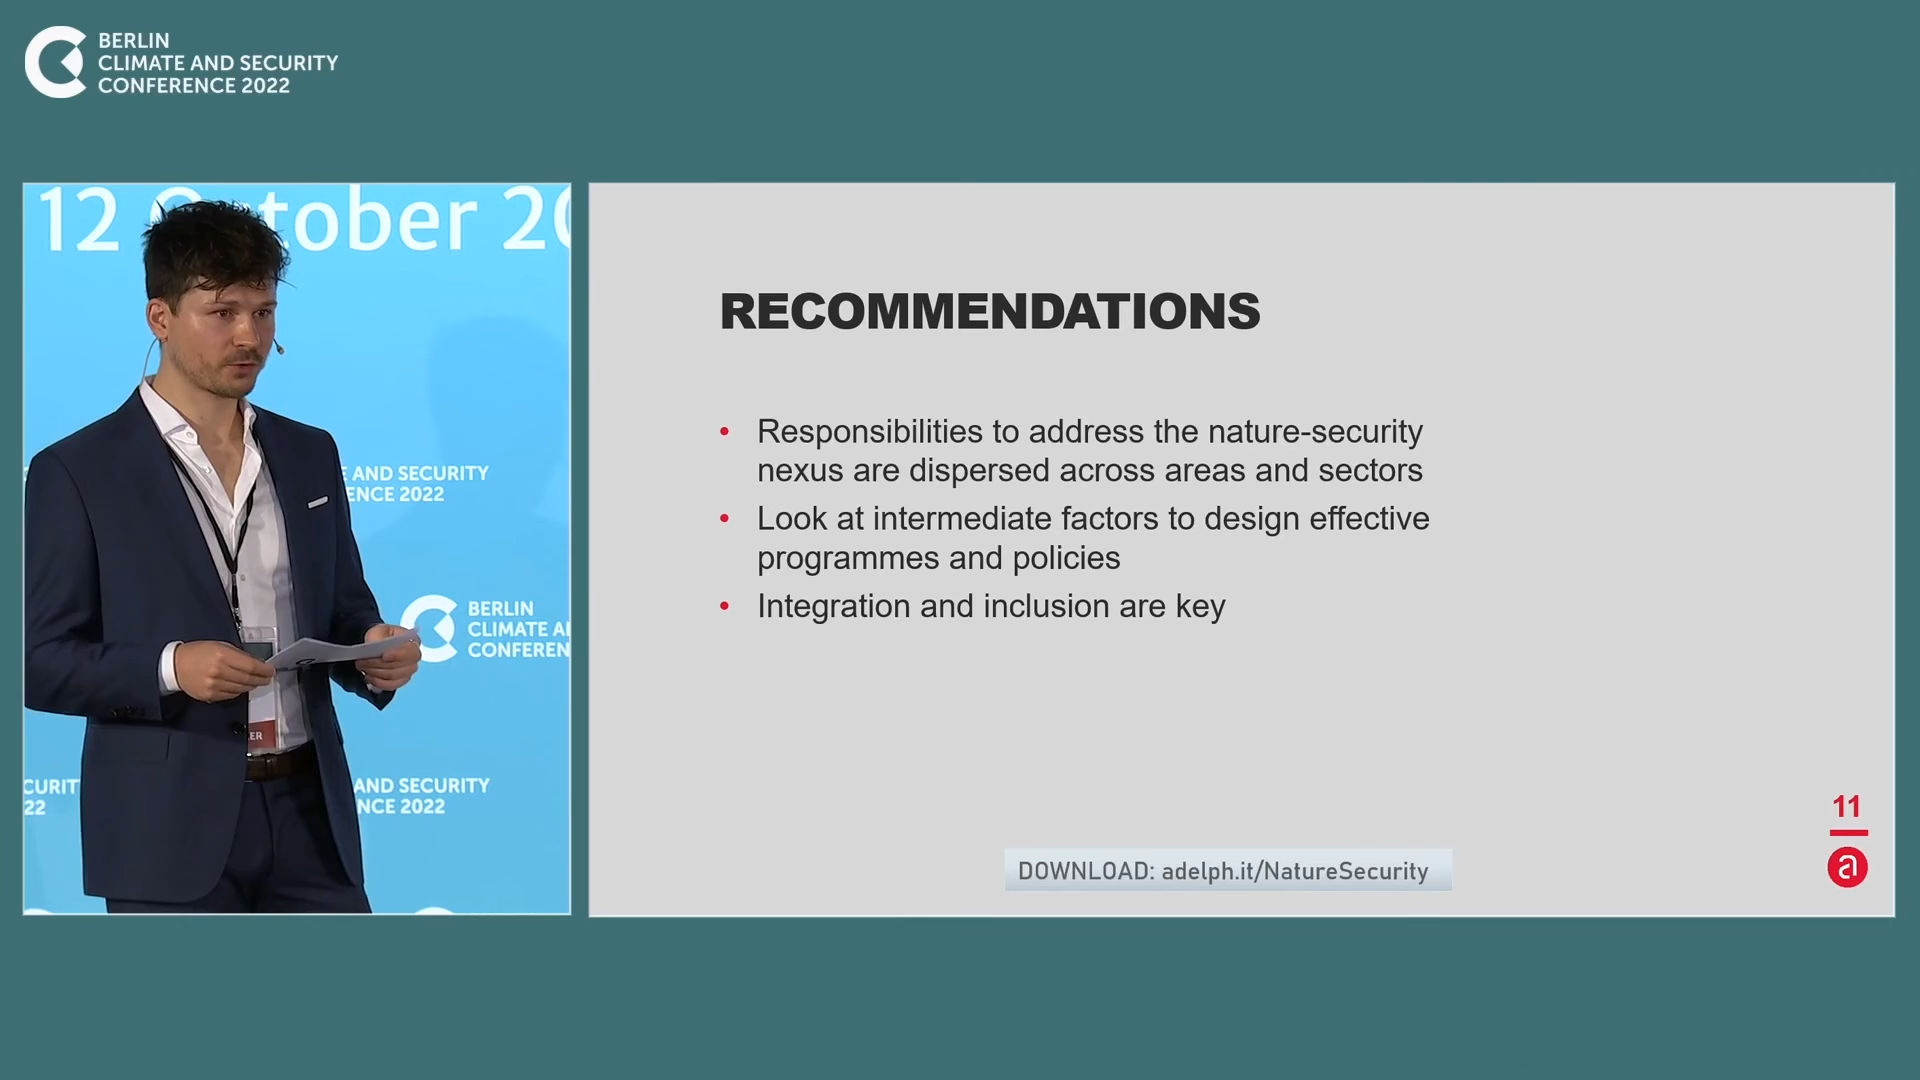 BERLIN
CLIMATE AND SECURITY
CONFERENCE 2022
12 October 20
E AND SECURITY
ENCE 2022
BERLIN
CLIMATE A
CONFEREN
ER
CURIT
22
AND SECURITY
NCE 2022
RECOMMENDATIONS
• Responsibilities to address the nature-security
nexus are dispersed across areas and sectors
• Look at intermediate factors to design effective
programmes and policies
• Integration and inclusion are key
11
a
DOWNLOAD: adelph.it/NatureSecurity